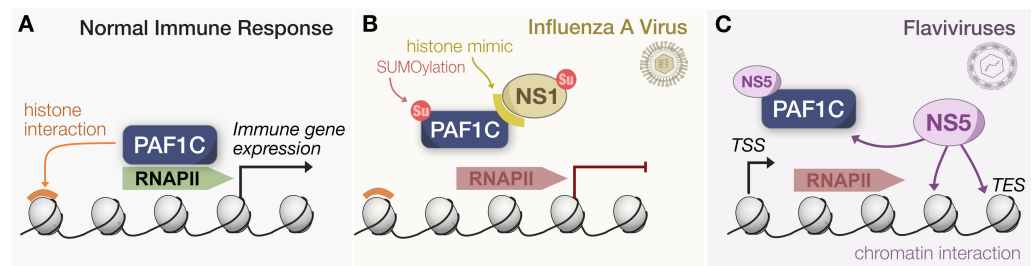 A
Normal Immune Response
histone
interaction
PAF1C
RNAPII
Immune gene
expression
B
Influenza A Virus
histone mimic
SUMOylation
Su
Su
NS1
PAF1C
RNAPII
C
Flaviviruses
NS5
PAF1C
NS5
TSS
RNAPII
TES
chromatin interaction